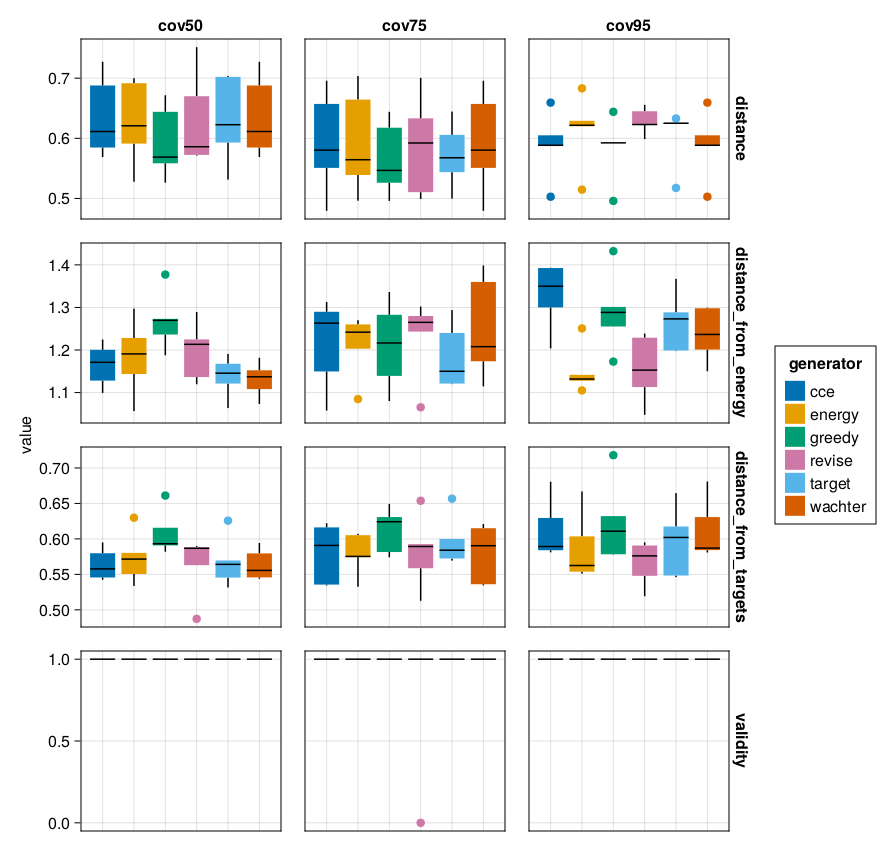 cov50 cov75 cov95
0.7
0.6
0.5
distance
1.4
1.3
1.2
1.1
distance_from_energy
value
0.70
0.65
0.60
0.55
0.50
distance_from_targets
1.0
0.5
0.0
validity
generator
cce
energy
greedy
revise
target
wachter